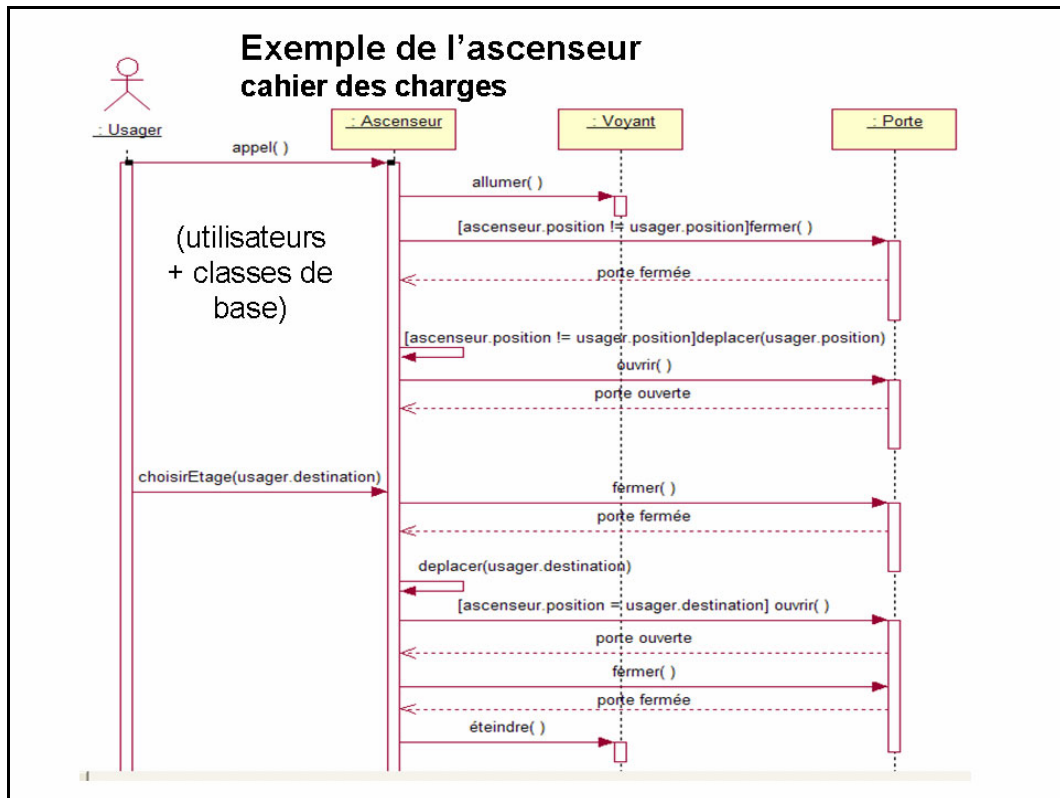 Exemple de l'ascenseur
cahier des charges
: Usager
: Ascenseur
: Voyant
: Porte
appel( )
allumer( )
(utilisateurs
+ classes de
base)
[ascenseur.position != usager.position]fermer( )
porte fermée
[ascenseur.position != usager.position]deplacer(usager.position)
ouvrir( )
porte ouverte
choisirEtage(usager.destination)
fermer( )
porte fermée
deplacer(usager.destination)
[ascenseur.position = usager.destination] ouvrir( )
porte ouverte
fermer( )
porte fermée
éteindre( )